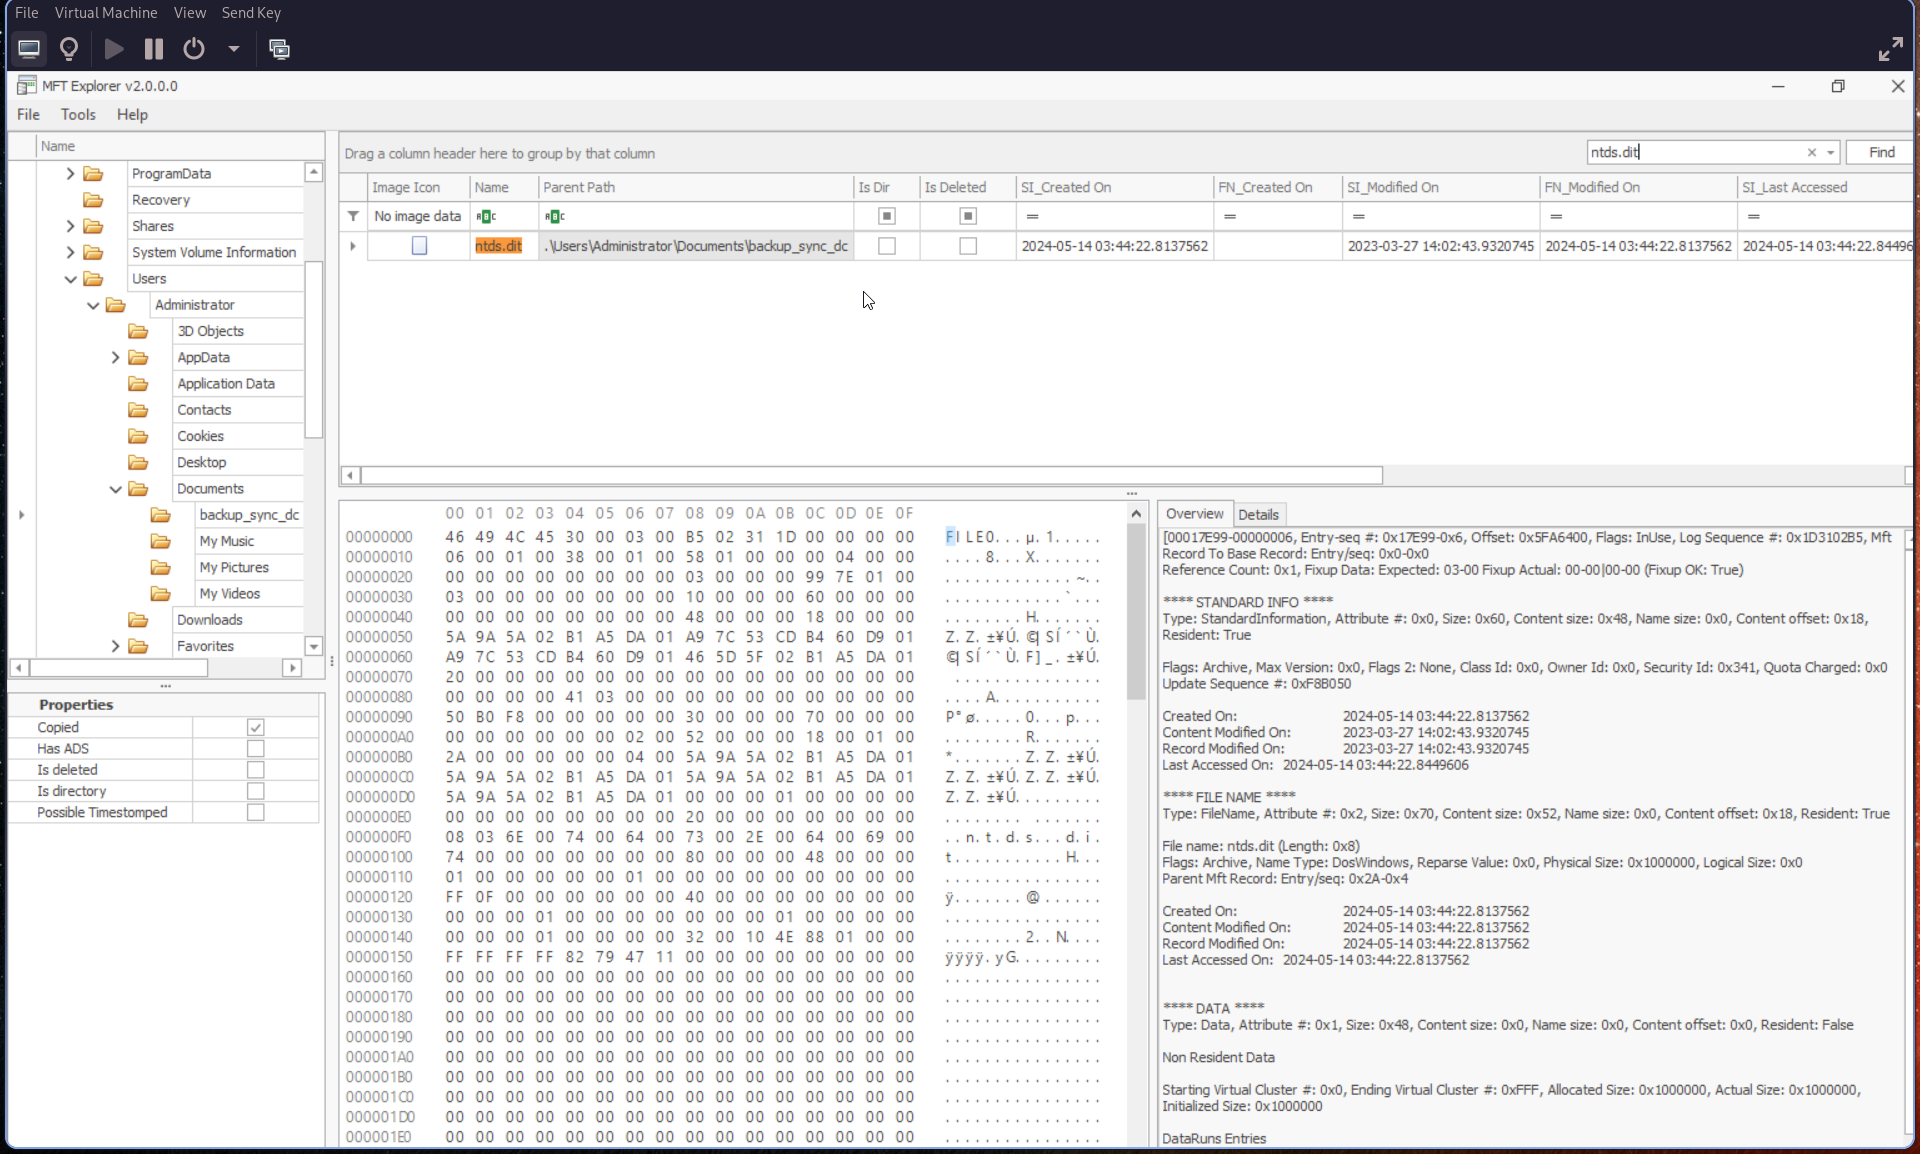 File Virtual Machine View Send Key
MFT Explorer v2.0.0.0
File Tools Help
Name
ProgramData
Recovery
Shares
System Volume Information
Users
Administrator
3D Objects
AppData
Application Data
Contacts
Cookies
Desktop
Documents
backup_sync_dc
My Music
My Pictures
My Videos
Downloads
Favorites
Properties
Copied
Has ADS
Is deleted
Is directory
Possible Timestomped
Drag a column header here to group by that column
ntds.dit
Find
Image Icon Name Parent Path Is Dir Is Deleted SI_Created On FN_Created On SI_Modified On FN_Modified On SI_Last Accessed
No image data = = = = =
ntds.dit .\Users\Administrator\Documents\backup_sync_dc 2024-05-14 03:44:22.8137562 2023-03-27 14:02:43.9320745 2024-05-14 03:44:22.8137562 2024-05-14 03:44:22.84496
00 01 02 03 04 05 06 07 08 09 0A 0B 0C 0D 0E 0F
00000000 46 49 4C 45 30 00 03 00 B5 02 31 1D 00 00 00 00 FILE0...µ.1.....
00000010 06 00 01 00 38 00 01 00 58 01 00 00 00 04 00 00 ....8...X.......
00000020 00 00 00 00 00 00 00 00 03 00 00 00 99 7E 01 00 .............~..
00000030 03 00 00 00 00 00 00 00 10 00 00 00 60 00 00 00 ............`...
00000040 00 00 00 00 00 00 00 00 48 00 00 00 18 00 00 00 ........H.......
00000050 5A 9A 5A 02 B1 A5 DA 01 A9 7C 53 CD B4 60 D9 01 Z.Z.±¥Ú.©|SÍ´`Ù.
00000060 A9 7C 53 CD B4 60 D9 01 46 5D 5F 02 B1 A5 DA 01 ©|SÍ´`Ù.F]_.±¥Ú.
00000070 20 00 00 00 00 00 00 00 00 00 00 00 00 00 00 00 ...............
00000080 00 00 00 00 41 03 00 00 00 00 00 00 00 00 00 00 ....A...........
00000090 50 B0 F8 00 00 00 00 00 30 00 00 00 70 00 00 00 P°ø.....0...p...
000000A0 00 00 00 00 00 00 02 00 52 00 00 00 18 00 01 00 ........R.......
000000B0 2A 00 00 00 00 00 04 00 5A 9A 5A 02 B1 A5 DA 01 *.......Z.Z.±¥Ú.
000000C0 5A 9A 5A 02 B1 A5 DA 01 5A 9A 5A 02 B1 A5 DA 01 Z.Z.±¥Ú.Z.Z.±¥Ú.
000000D0 5A 9A 5A 02 B1 A5 DA 01 00 00 00 01 00 00 00 00 Z.Z.±¥Ú.........
000000E0 00 00 00 00 00 00 00 00 20 00 00 00 00 00 00 00 ........ .......
000000F0 08 03 6E 00 74 00 64 00 73 00 2E 00 64 00 69 00 ..n.t.d.s...d.i.
00000100 74 00 00 00 00 00 00 00 80 00 00 00 48 00 00 00 t...........H...
00000110 01 00 00 00 00 00 01 00 00 00 00 00 00 00 00 00 ................
00000120 FF 0F 00 00 00 00 00 00 40 00 00 00 00 00 00 00 ÿ.......@.......
00000130 00 00 00 01 00 00 00 00 00 00 00 01 00 00 00 00 ................
00000140 00 00 00 01 00 00 00 00 32 00 10 4E 88 01 00 00 ........2..N....
00000150 FF FF FF FF 82 79 47 11 00 00 00 00 00 00 00 00 ÿÿÿÿ.yG.........
00000160 00 00 00 00 00 00 00 00 00 00 00 00 00 00 00 00 ................
00000170 00 00 00 00 00 00 00 00 00 00 00 00 00 00 00 00 ................
00000180 00 00 00 00 00 00 00 00 00 00 00 00 00 00 00 00 ................
00000190 00 00 00 00 00 00 00 00 00 00 00 00 00 00 00 00 ................
000001A0 00 00 00 00 00 00 00 00 00 00 00 00 00 00 00 00 ................
000001B0 00 00 00 00 00 00 00 00 00 00 00 00 00 00 00 00 ................
000001C0 00 00 00 00 00 00 00 00 00 00 00 00 00 00 00 00 ................
000001D0 00 00 00 00 00 00 00 00 00 00 00 00 00 00 00 00 ................
000001E0 00 00 00 00 00 00 00 00 00 00 00 00 00 00 00 00 ................
Overview Details
[00017E99-00000006, Entry-seq #: 0x17E99-0x6, Offset: 0x5FA6400, Flags: InUse, Log Sequence #: 0x1D3102B5, Mft
Record To Base Record: Entry/seq: 0x0-0x0
Reference Count: 0x1, Fixup Data: Expected: 03-00 Fixup Actual: 00-00|00-00 (Fixup OK: True)
**** STANDARD INFO ****
Type: StandardInformation, Attribute #: 0x0, Size: 0x60, Content size: 0x48, Name size: 0x0, Content offset: 0x18,
Resident: True
Flags: Archive, Max Version: 0x0, Flags 2: None, Class Id: 0x0, Owner Id: 0x0, Security Id: 0x341, Quota Charged: 0x0
Update Sequence #: 0xF8B050
Created On: 2024-05-14 03:44:22.8137562
Content Modified On: 2023-03-27 14:02:43.9320745
Record Modified On: 2023-03-27 14:02:43.9320745
Last Accessed On: 2024-05-14 03:44:22.8449606
**** FILE NAME ****
Type: FileName, Attribute #: 0x2, Size: 0x70, Content size: 0x52, Name size: 0x0, Content offset: 0x18, Resident: True
File name: ntds.dit (Length: 0x8)
Flags: Archive, Name Type: DosWindows, Reparse Value: 0x0, Physical Size: 0x1000000, Logical Size: 0x0
Parent Mft Record: Entry/seq: 0x2A-0x4
Created On: 2024-05-14 03:44:22.8137562
Content Modified On: 2024-05-14 03:44:22.8137562
Record Modified On: 2024-05-14 03:44:22.8137562
Last Accessed On: 2024-05-14 03:44:22.8137562
**** DATA ****
Type: Data, Attribute #: 0x1, Size: 0x48, Content size: 0x0, Name size: 0x0, Content offset: 0x0, Resident: False
Non Resident Data
Starting Virtual Cluster #: 0x0, Ending Virtual Cluster #: 0xFFF, Allocated Size: 0x1000000, Actual Size: 0x1000000,
Initialized Size: 0x1000000
DataRuns Entries